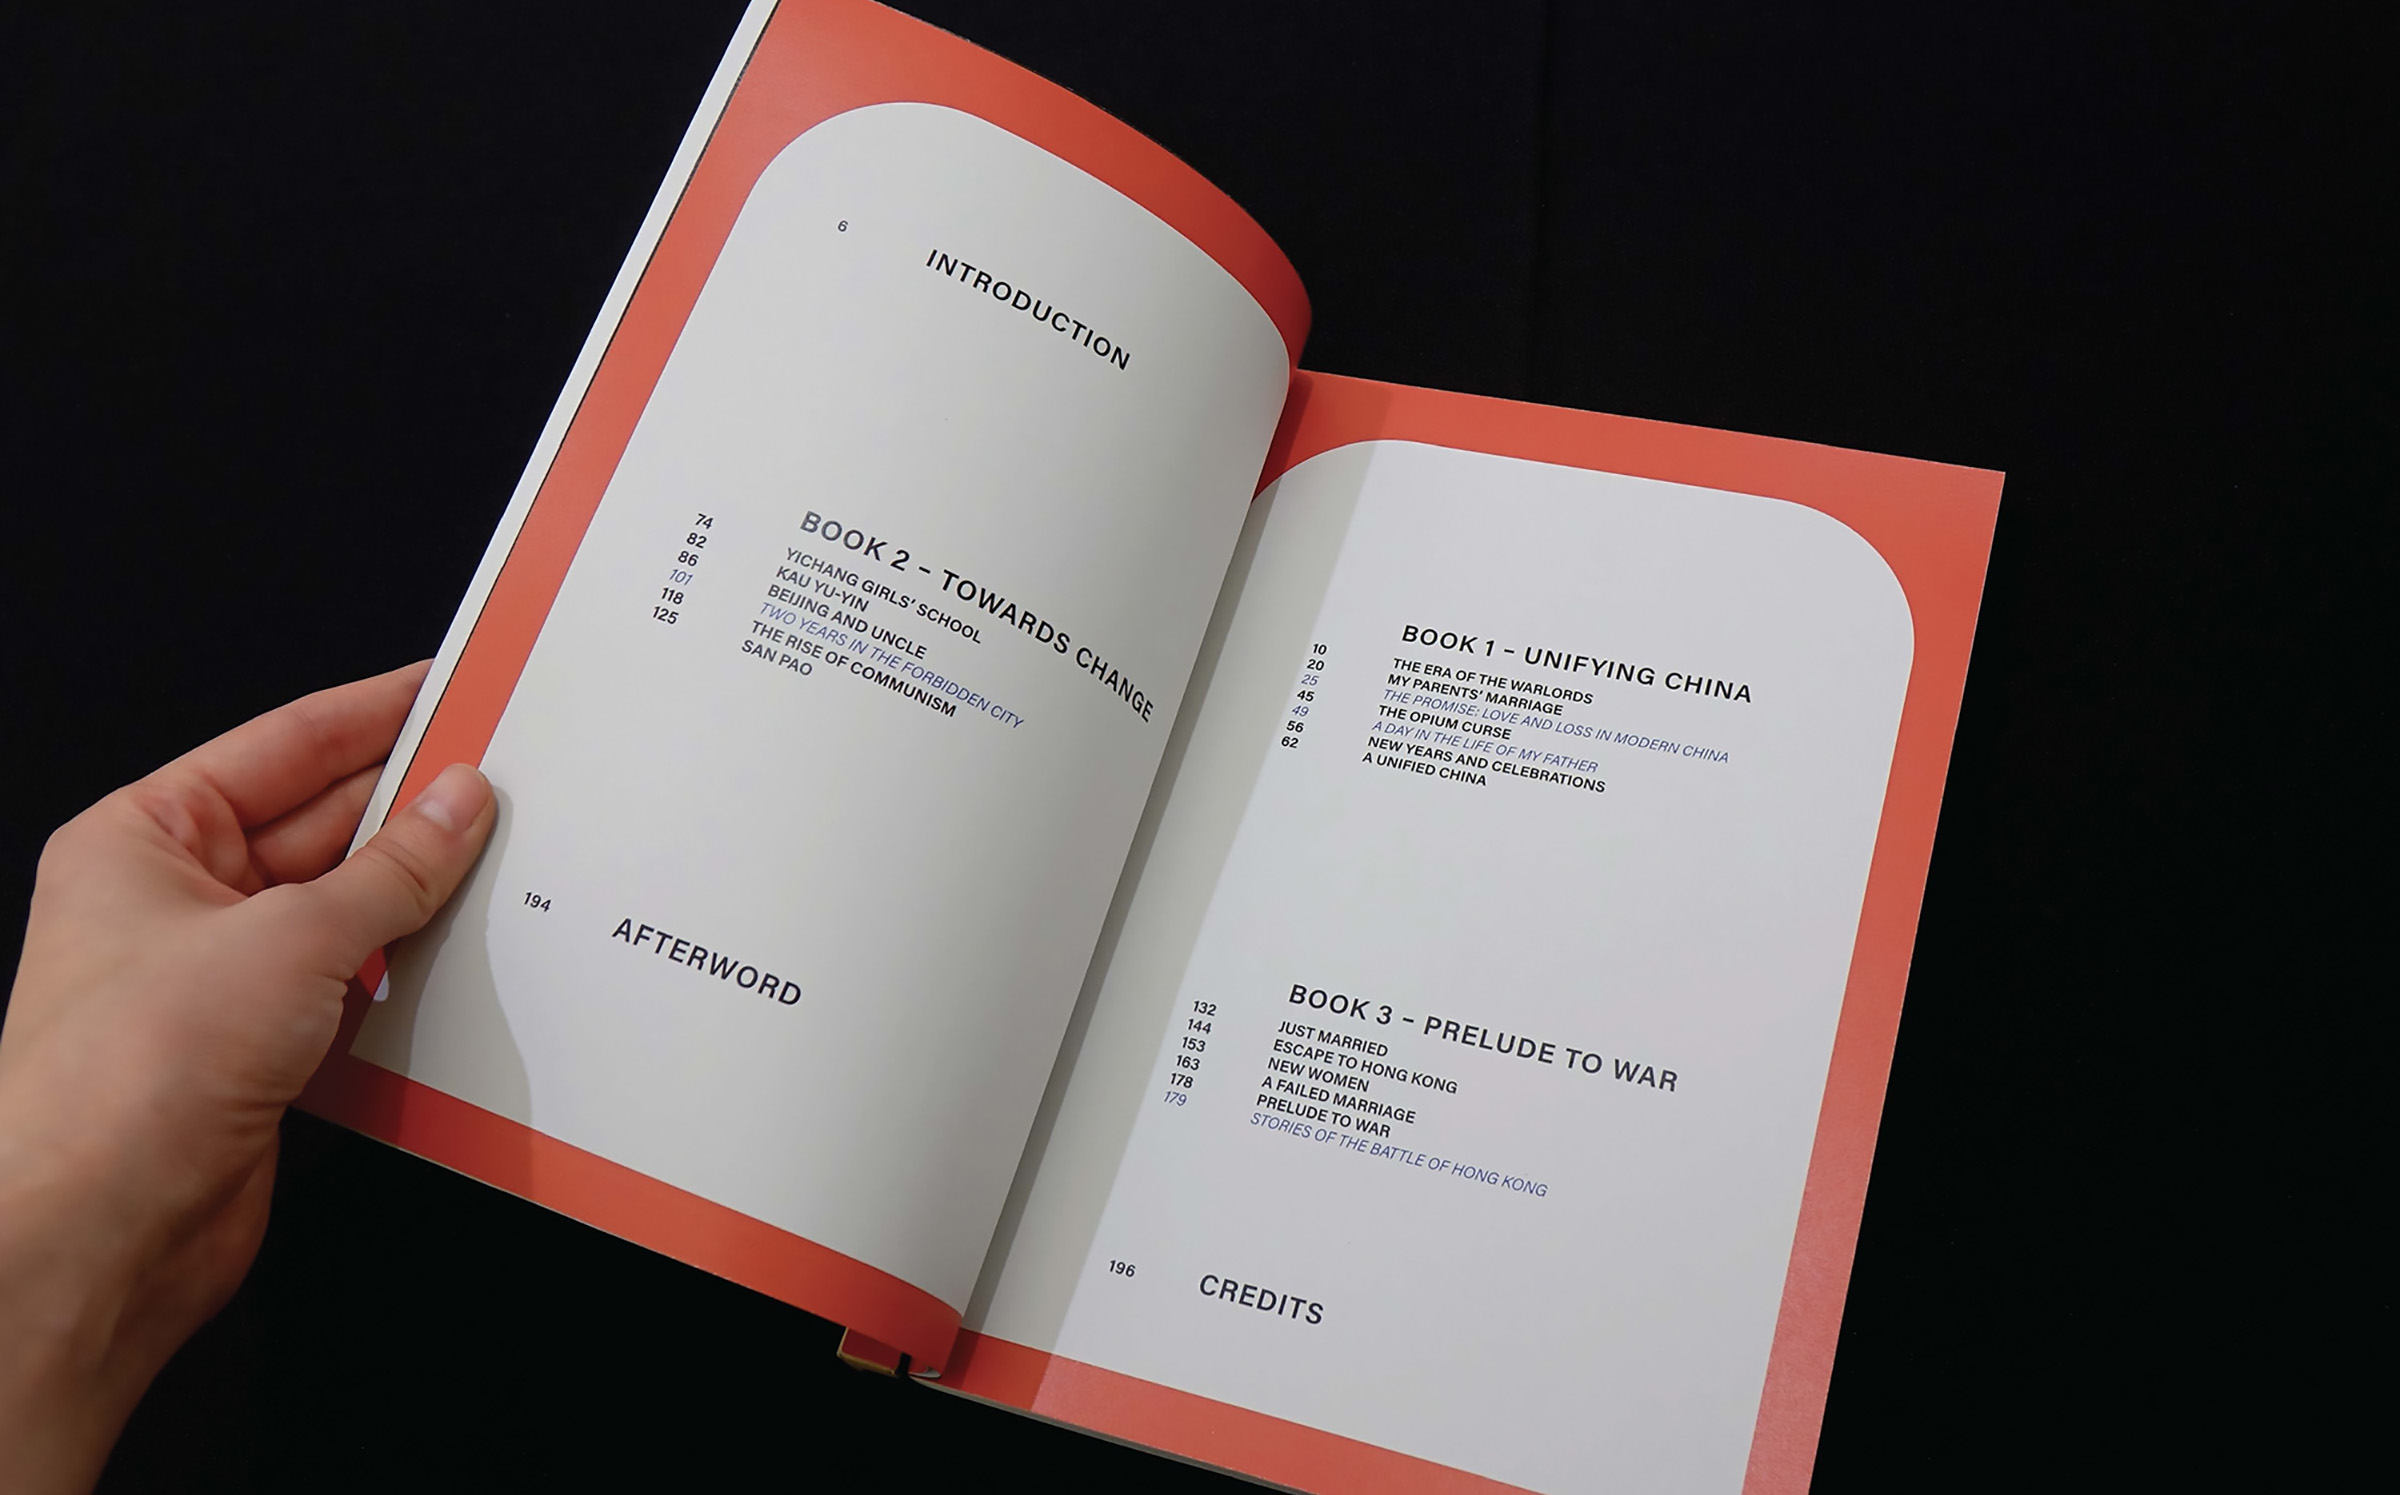 6
INTRODUCTION
74
82
86
101
118
125
BOOK 2 – TOWARDS CHANGE
YICHANG GIRLS' SCHOOL
KAU YU-YIN
BEIJING AND UNCLE
TWO YEARS IN THE FORBIDDEN CITY
THE RISE OF COMMUNISM
SAN PAO
194
AFTERWORD
10
20
25
45
49
56
62
BOOK 1 – UNIFYING CHINA
THE ERA OF THE WARLORDS
MY PARENTS' MARRIAGE
THE PROMISE: LOVE AND LOSS IN MODERN CHINA
THE OPIUM CURSE
A DAY IN THE LIFE OF MY FATHER
NEW YEARS AND CELEBRATIONS
A UNIFIED CHINA
132
144
153
163
178
179
BOOK 3 – PRELUDE TO WAR
JUST MARRIED
ESCAPE TO HONG KONG
NEW WOMEN
A FAILED MARRIAGE
PRELUDE TO WAR
STORIES OF THE BATTLE OF HONG KONG
196
CREDITS